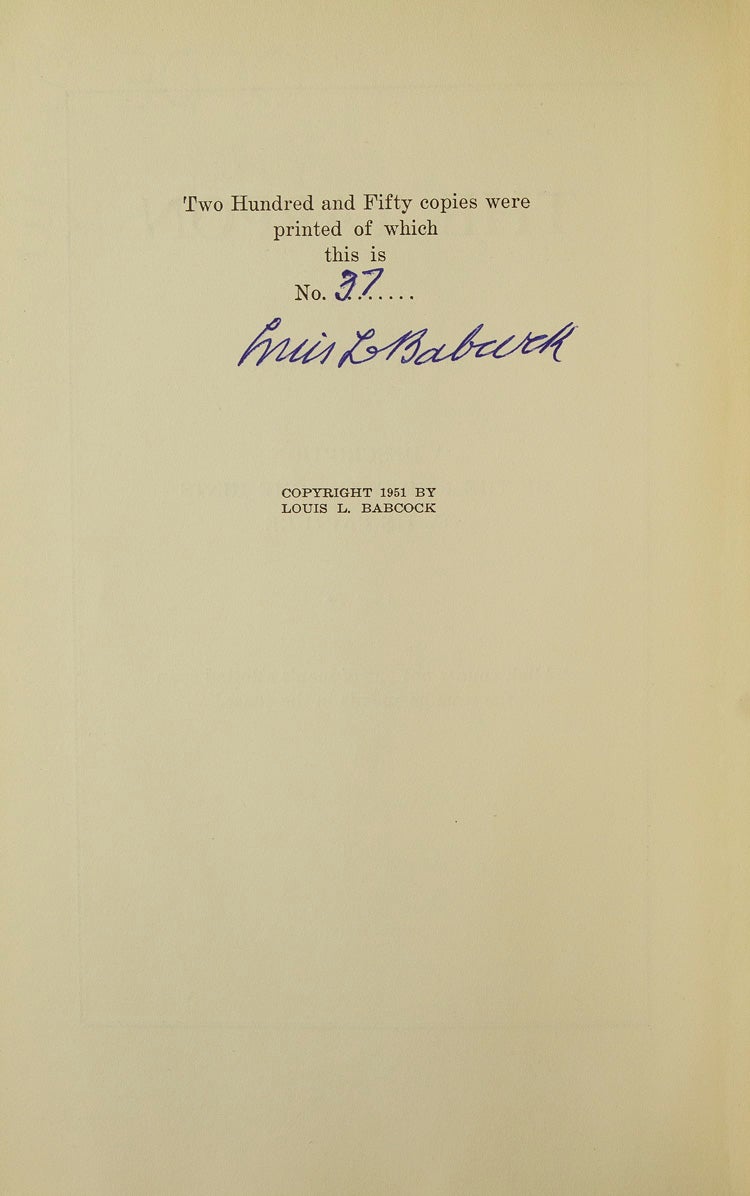 Two Hundred and Fifty copies were
printed of which
this is
No. 37......
Louis L Babcock
COPYRIGHT 1951 BY
LOUIS L. BABCOCK